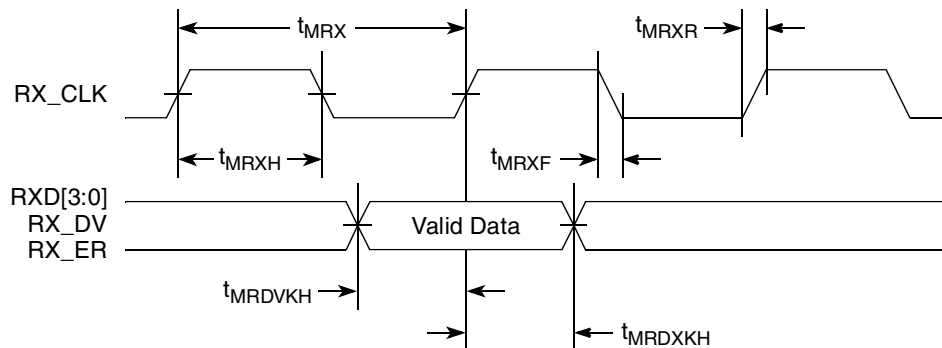 tMRX
tMRXR
RX_CLK
tMRXH
tMRXF
RXD[3:0]
RX_DV
Valid Data
RX_ER
tMRDVKH
tMRDXKH